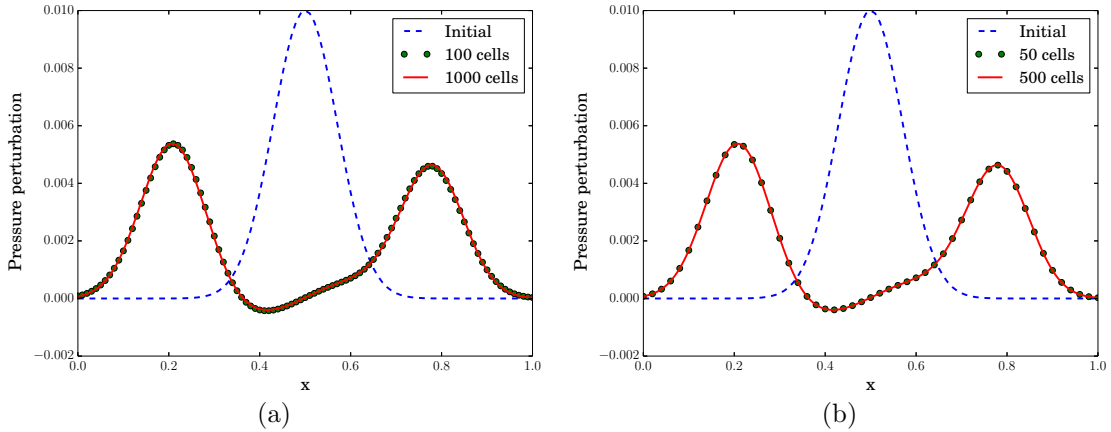 0.010
0.008
0.006
0.004
0.002
0.000
−0.002
0.0 0.2 0.4 0.6 0.8 1.0
x
Pressure perturbation
Initial
100 cells
1000 cells
(a)
0.010
0.008
0.006
0.004
0.002
0.000
−0.002
0.0 0.2 0.4 0.6 0.8 1.0
x
Pressure perturbation
Initial
50 cells
500 cells
(b)